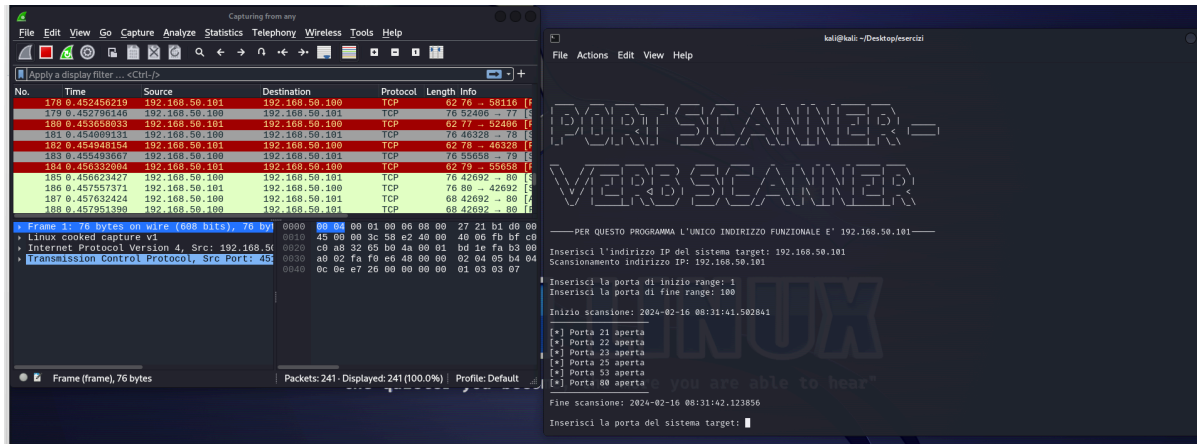 Capturing from any
File Edit View Go Capture Analyze Statistics Telephony Wireless Tools Help
Apply a display filter ... <Ctrl-/>
No. Time Source Destination Protocol Length Info
178 0.452456219 192.168.50.101 192.168.50.100 TCP 62 76 → 58116 [R
179 0.452796146 192.168.50.100 192.168.50.101 TCP 76 52406 → 77 [S
180 0.453658033 192.168.50.101 192.168.50.100 TCP 62 77 → 52406 [R
181 0.454009131 192.168.50.100 192.168.50.101 TCP 76 46328 → 78 [S
182 0.454948154 192.168.50.101 192.168.50.100 TCP 62 78 → 46328 [R
183 0.455493667 192.168.50.100 192.168.50.101 TCP 76 55658 → 79 [S
184 0.456332004 192.168.50.101 192.168.50.100 TCP 62 79 → 55658 [R
185 0.456623427 192.168.50.100 192.168.50.101 TCP 76 42692 → 80 [S
186 0.457557371 192.168.50.101 192.168.50.100 TCP 76 80 → 42692 [S
187 0.457632424 192.168.50.100 192.168.50.101 TCP 68 42692 → 80 [A
188 0.457951390 192.168.50.100 192.168.50.101 TCP 68 42692 → 80 [F
Frame 1: 76 bytes on wire (608 bits), 76 by
Linux cooked capture v1
Internet Protocol Version 4, Src: 192.168.50
Transmission Control Protocol, Src Port: 45
0000 00 04 00 01 00 06 08 00 27 21 b1 d0 00
0010 45 00 00 3c 58 e2 40 00 40 06 fb bf c0
0020 c0 a8 32 65 b0 4a 00 01 bd 1e fa b3 00
0030 a0 02 fa f0 e6 48 00 00 02 04 05 b4 04
0040 0c 0e e7 26 00 00 00 00 01 03 03 07
Frame (frame), 76 bytes
Packets: 241 · Displayed: 241 (100.0%)
Profile: Default
kali@kali: ~/Desktop/esercizi
File Actions Edit View Help
PORT SCANNER -
VERB SCANNER
PER QUESTO PROGRAMMA L'UNICO INDIRIZZO FUNZIONALE E' 192.168.50.101
Inserisci l'indirizzo IP del sistema target: 192.168.50.101
Scansionamento indirizzo IP: 192.168.50.101
Inserisci la porta di inizio range: 1
Inserisci la porta di fine range: 100
Inizio scansione: 2024-02-16 08:31:41.502841
[*] Porta 21 aperta
[*] Porta 22 aperta
[*] Porta 23 aperta
[*] Porta 25 aperta
[*] Porta 53 aperta
[*] Porta 80 aperta
you are able to hear"
Fine scansione: 2024-02-16 08:31:42.123856
Inserisci la porta del sistema target: